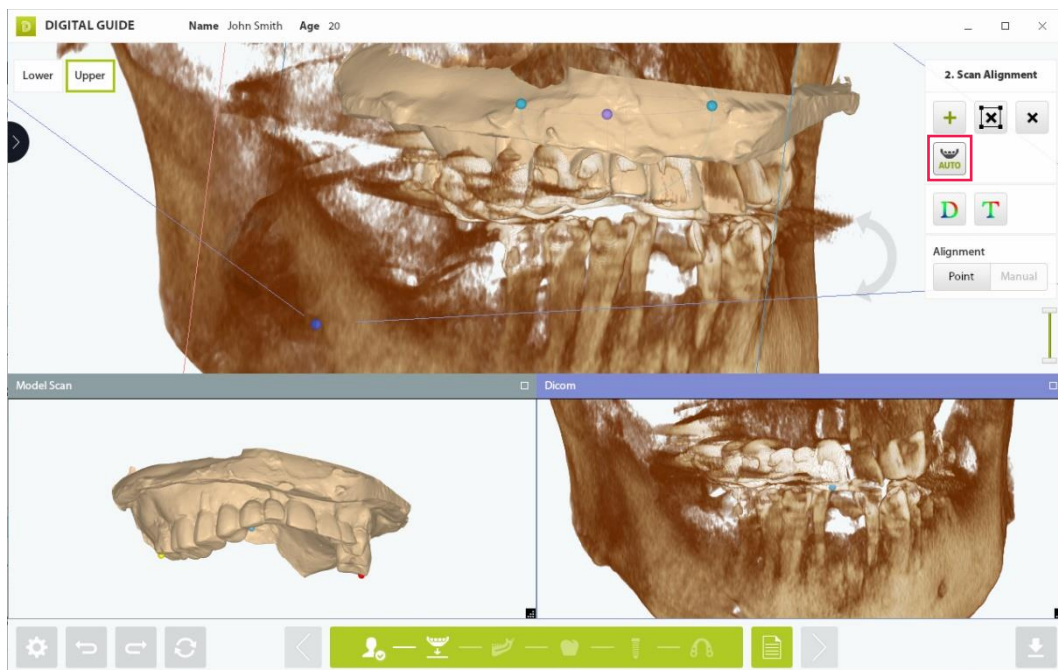 D DIGITAL GUIDE Name John Smith Age 20
Lower Upper
2. Scan Alignment
AUTO
D T
Alignment
Point Manual
Model Scan
Dicom